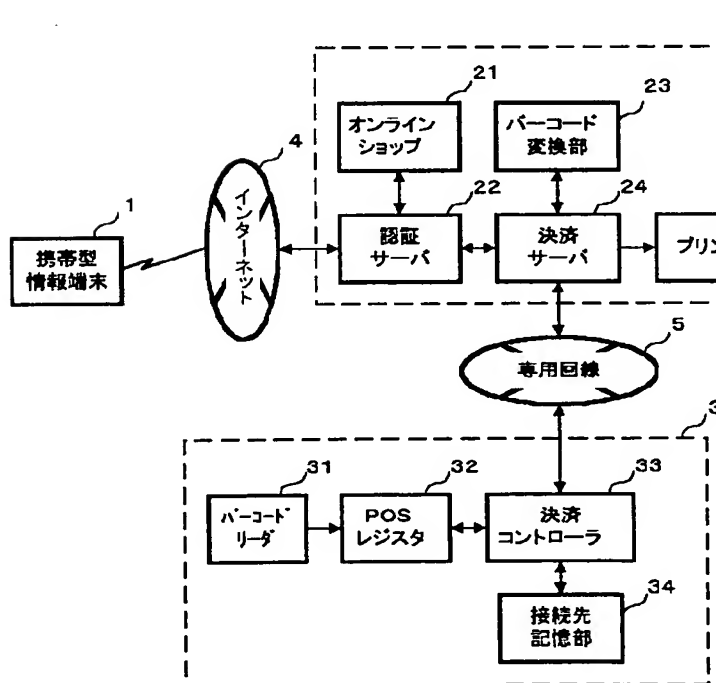 21
23
オンライン
ショップ
バーコード
変換部
4
22
24
1
インターネット
認証
サーバ
決済
サーバ
プリン
携帯型
情報端末
5
専用回線
3
31
32
33
バーコード
リーダ
POS
レジスタ
決済
コントローラ
34
接続先
記憶部